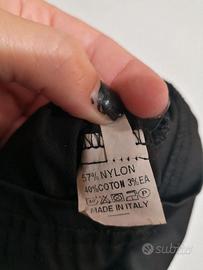 57% NYLON
40% COTON 3% EA
MADE IN ITALY
subito